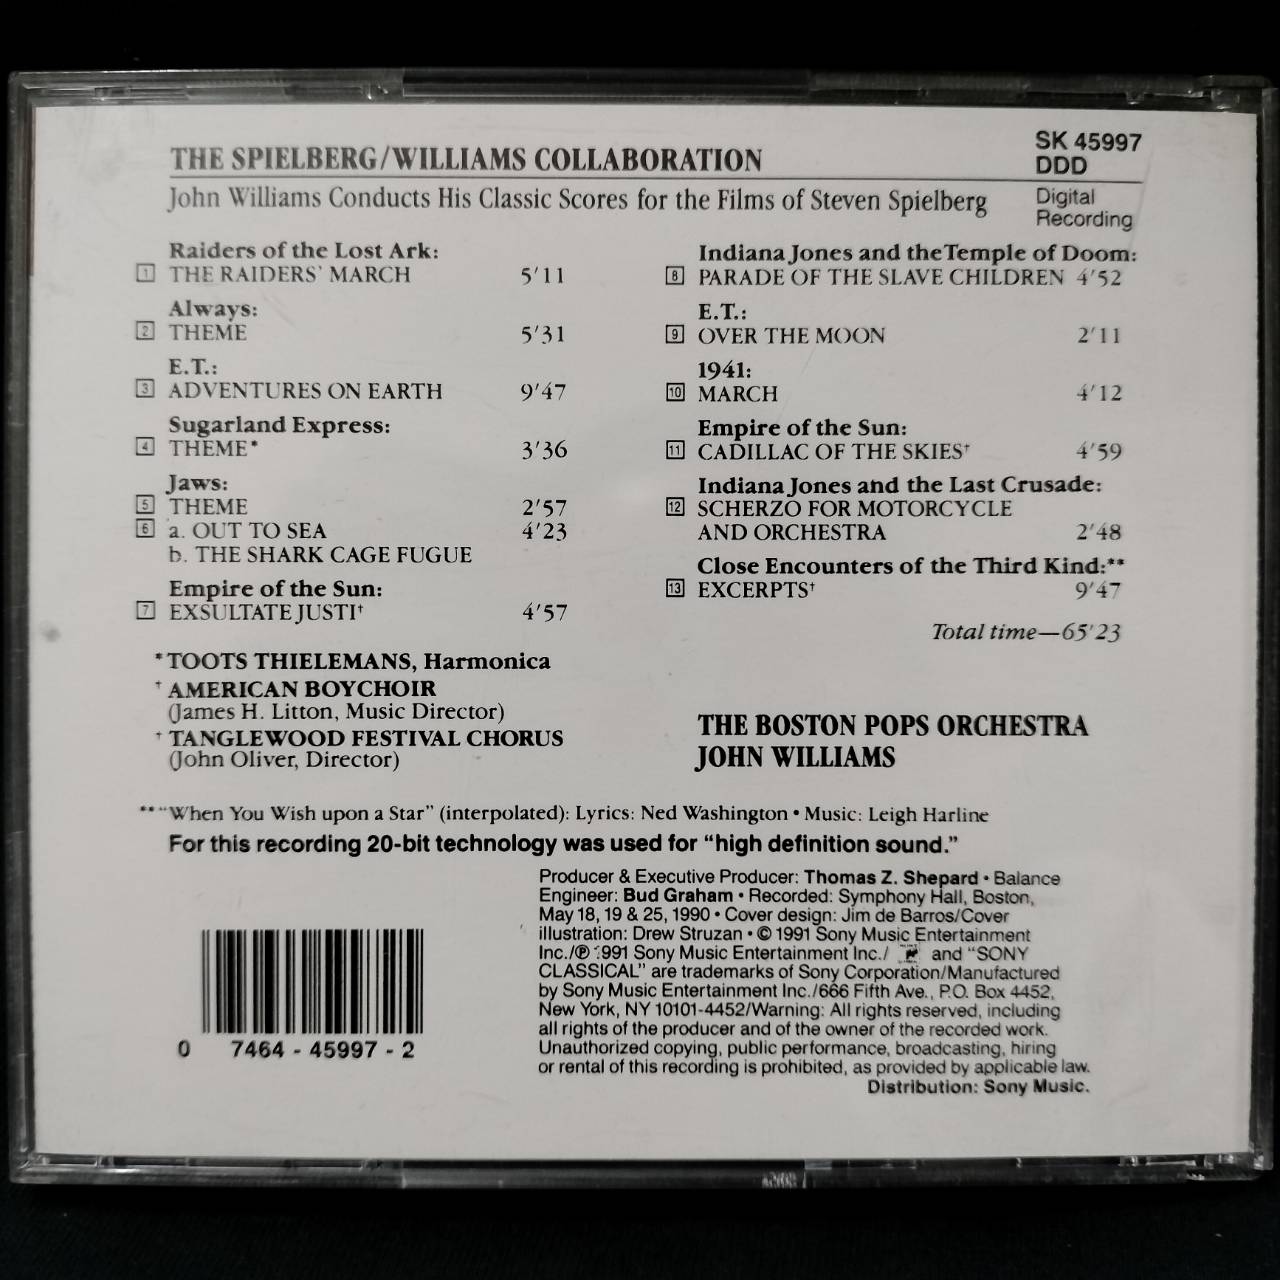 THE SPIELBERG/WILLIAMS COLLABORATION
John Williams Conducts His Classic Scores for the Films of Steven Spielberg
SK 45997
DDD
Digital
Recording
Raiders of the Lost Ark:
1 THE RAIDERS' MARCH 5'11
Always:
2 THEME 5'31
E.T.:
3 ADVENTURES ON EARTH 9'47
Sugarland Express:
4 THEME* 3'36
Jaws:
5 THEME 2'57
6 a. OUT TO SEA 4'23
b. THE SHARK CAGE FUGUE
Empire of the Sun:
7 EXSULTATE JUSTI† 4'57
Indiana Jones and the Temple of Doom:
8 PARADE OF THE SLAVE CHILDREN 4'52
E.T.:
9 OVER THE MOON 2'11
1941:
10 MARCH 4'12
Empire of the Sun:
11 CADILLAC OF THE SKIES† 4'59
Indiana Jones and the Last Crusade:
12 SCHERZO FOR MOTORCYCLE
AND ORCHESTRA 2'48
Close Encounters of the Third Kind:**
13 EXCERPTS† 9'47
Total time—65'23
*TOOTS THIELEMANS, Harmonica
†AMERICAN BOYCHOIR
(James H. Litton, Music Director)
†TANGLEWOOD FESTIVAL CHORUS
(John Oliver, Director)
THE BOSTON POPS ORCHESTRA
JOHN WILLIAMS
**"When You Wish upon a Star" (interpolated): Lyrics: Ned Washington • Music: Leigh Harline
For this recording 20-bit technology was used for "high definition sound."
Producer & Executive Producer: Thomas Z. Shepard • Balance
Engineer: Bud Graham • Recorded: Symphony Hall, Boston,
May 18, 19 & 25, 1990 • Cover design: Jim de Barros/Cover
illustration: Drew Struzan • © 1991 Sony Music Entertainment
Inc./℗ 1991 Sony Music Entertainment Inc./ and "SONY
CLASSICAL" are trademarks of Sony Corporation/Manufactured
by Sony Music Entertainment Inc./666 Fifth Ave., P.O. Box 4452,
New York, NY 10101-4452/Warning: All rights reserved, including
all rights of the producer and of the owner of the recorded work.
Unauthorized copying, public performance, broadcasting, hiring
or rental of this recording is prohibited, as provided by applicable law.
Distribution: Sony Music.
0 7464 - 45997 - 2